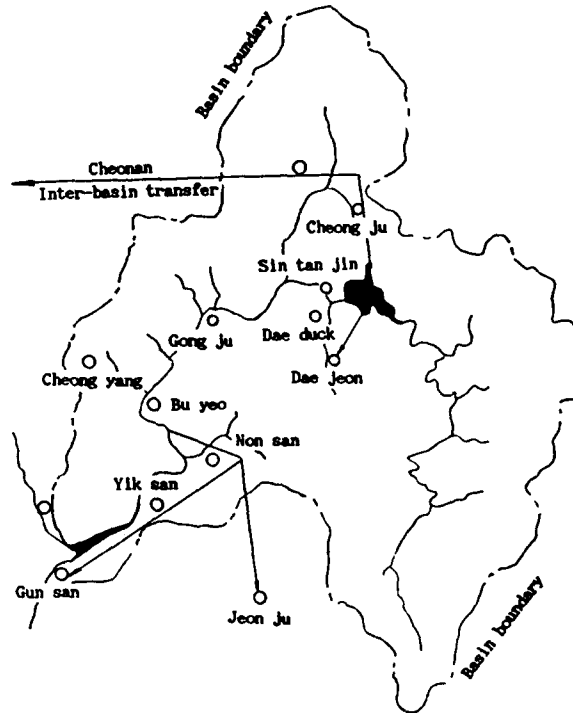 Basin boundary
Cheonan
Inter-basin transfer
Cheong ju
Sin tan jin
Gong ju
Dae duck
Cheong yang
Dae jeon
Bu yeo
Non san
Yik san
Gun san
Jeon ju
Basin boundary